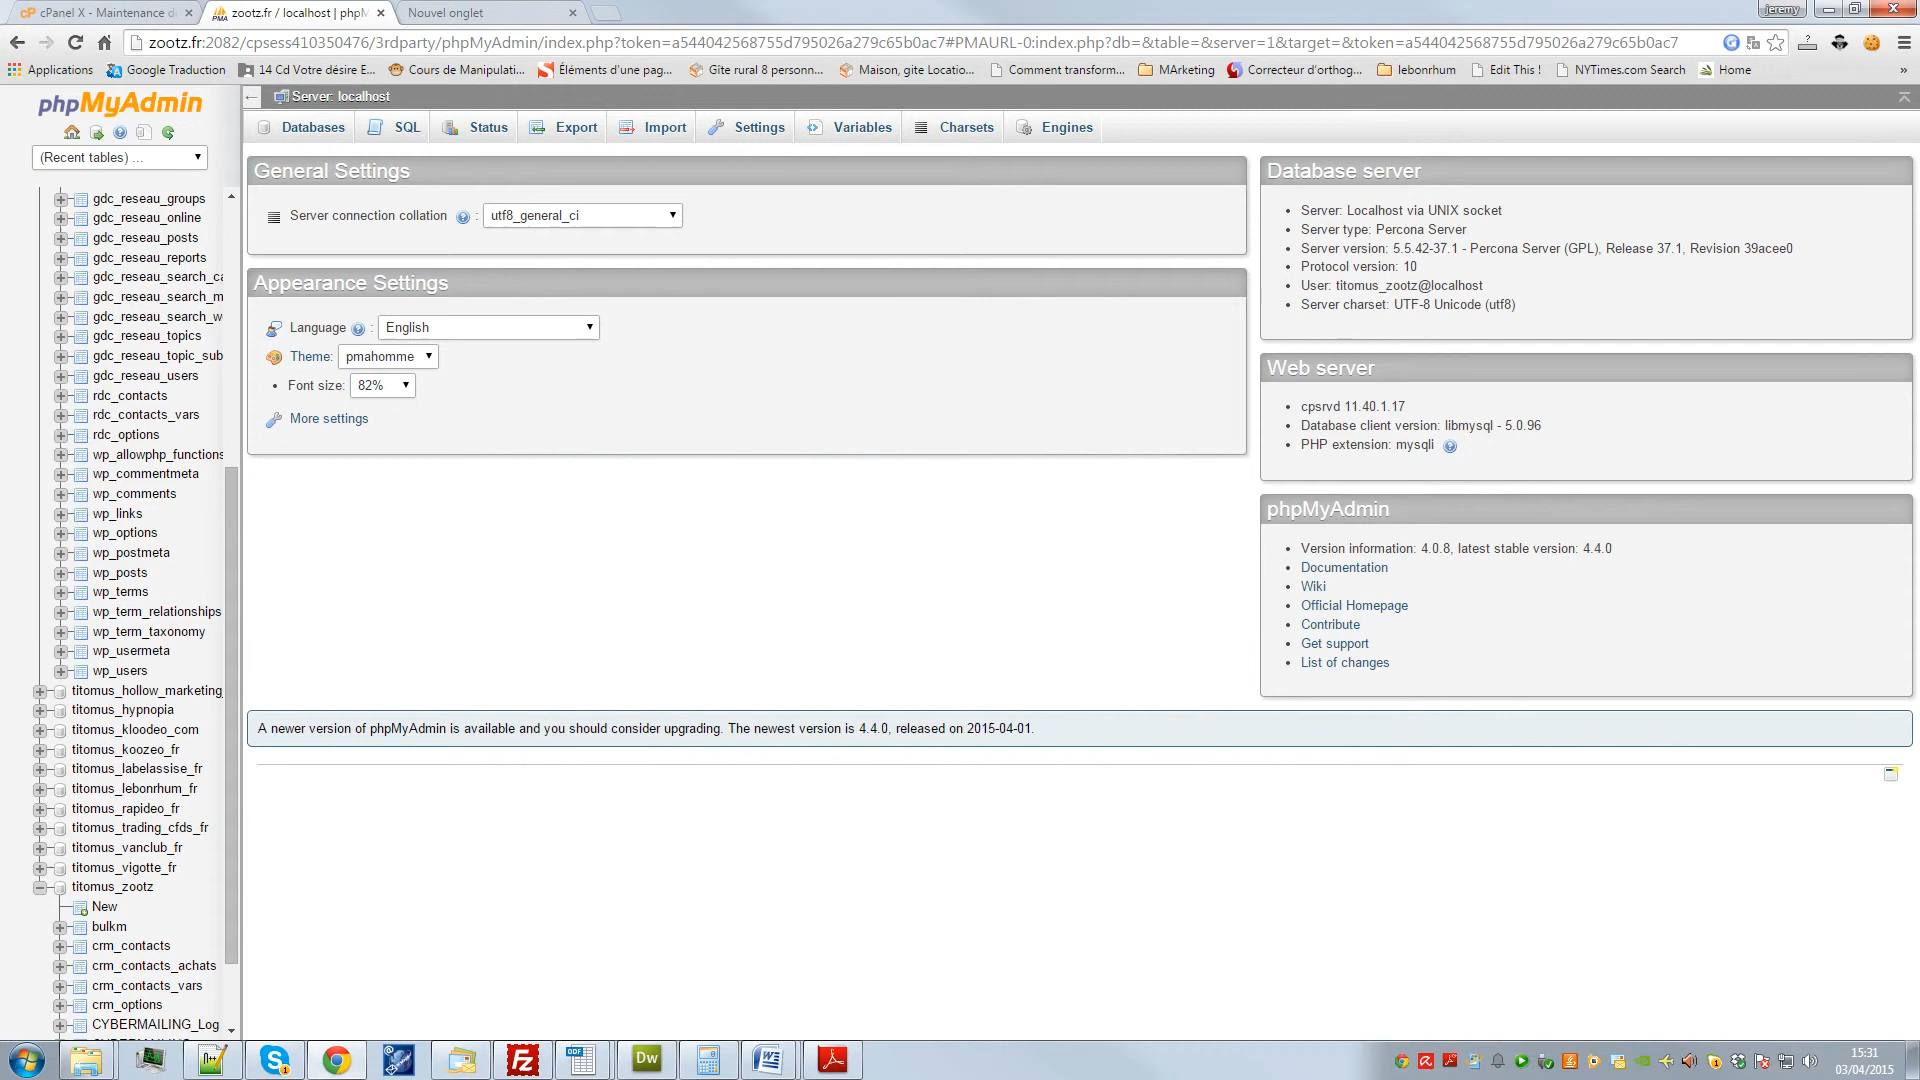 cPanel X - Maintenance d
zootz.fr / localhost | phpM
Nouvel onglet
jeremy
zootz.fr:2082/cpsess410350476/3rdparty/phpMyAdmin/index.php?token=a544042568755d795026a279c65b0ac7#PMAURL-0:index.php?db=&table=&server=1&target=&token=a544042568755d795026a279c65b0ac7
Applications
Google Traduction
14 Cd Votre désire E...
Cours de Manipulati...
Éléments d'une pag...
Gîte rural 8 personn...
Maison, gite Locatio...
Comment transform...
MArketing
Correcteur d'orthog...
lebonrhum
Edit This !
NYTimes.com Search
Home
»
phpMyAdmin
(Recent tables) ...
gdc_reseau_groups
gdc_reseau_online
gdc_reseau_posts
gdc_reseau_reports
gdc_reseau_search_ca
gdc_reseau_search_m
gdc_reseau_search_w
gdc_reseau_topics
gdc_reseau_topic_sub
gdc_reseau_users
rdc_contacts
rdc_contacts_vars
rdc_options
wp_allowphp_functions
wp_commentmeta
wp_comments
wp_links
wp_options
wp_postmeta
wp_posts
wp_terms
wp_term_relationships
wp_term_taxonomy
wp_usermeta
wp_users
titomus_hollow_marketing_
titomus_hypnopia
titomus_kloodeo_com
titomus_koozeo_fr
titomus_labelassise_fr
titomus_lebonrhum_fr
titomus_rapideo_fr
titomus_trading_cfds_fr
titomus_vanclub_fr
titomus_vigotte_fr
titomus_zootz
New
bulkm
crm_contacts
crm_contacts_achats
crm_contacts_vars
crm_options
CYBERMAILING_Log
Server: localhost
Databases
SQL
Status
Export
Import
Settings
Variables
Charsets
Engines
General Settings
Server connection collation : utf8_general_ci
Appearance Settings
Language : English
Theme: pmahomme
• Font size: 82%
More settings
Database server
• Server: Localhost via UNIX socket
• Server type: Percona Server
• Server version: 5.5.42-37.1 - Percona Server (GPL), Release 37.1, Revision 39acee0
• Protocol version: 10
• User: titomus_zootz@localhost
• Server charset: UTF-8 Unicode (utf8)
Web server
• cpsrvd 11.40.1.17
• Database client version: libmysql - 5.0.96
• PHP extension: mysqli
phpMyAdmin
• Version information: 4.0.8, latest stable version: 4.4.0
• Documentation
• Wiki
• Official Homepage
• Contribute
• Get support
• List of changes
A newer version of phpMyAdmin is available and you should consider upgrading. The newest version is 4.4.0, released on 2015-04-01.
15:31
03/04/2015